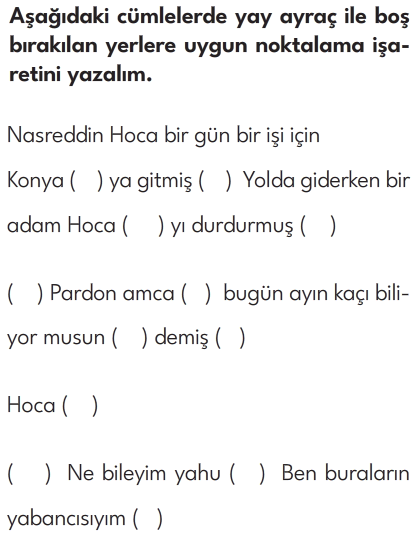 Aşağıdaki cümlelerde yay ayraç ile boş
bırakılan yerlere uygun noktalama işa-
retini yazalım.
Nasreddin Hoca bir gün bir işi için
Konya (   ) ya gitmiş (   ) Yolda giderken bir
adam Hoca (   ) yı durdurmuş (   )
(   ) Pardon amca (   ) bugün ayın kaçı bili-
yor musun (   ) demiş (   )
Hoca (   )
(   ) Ne bileyim yahu (   ) Ben buraların
yabancısıyım (   )